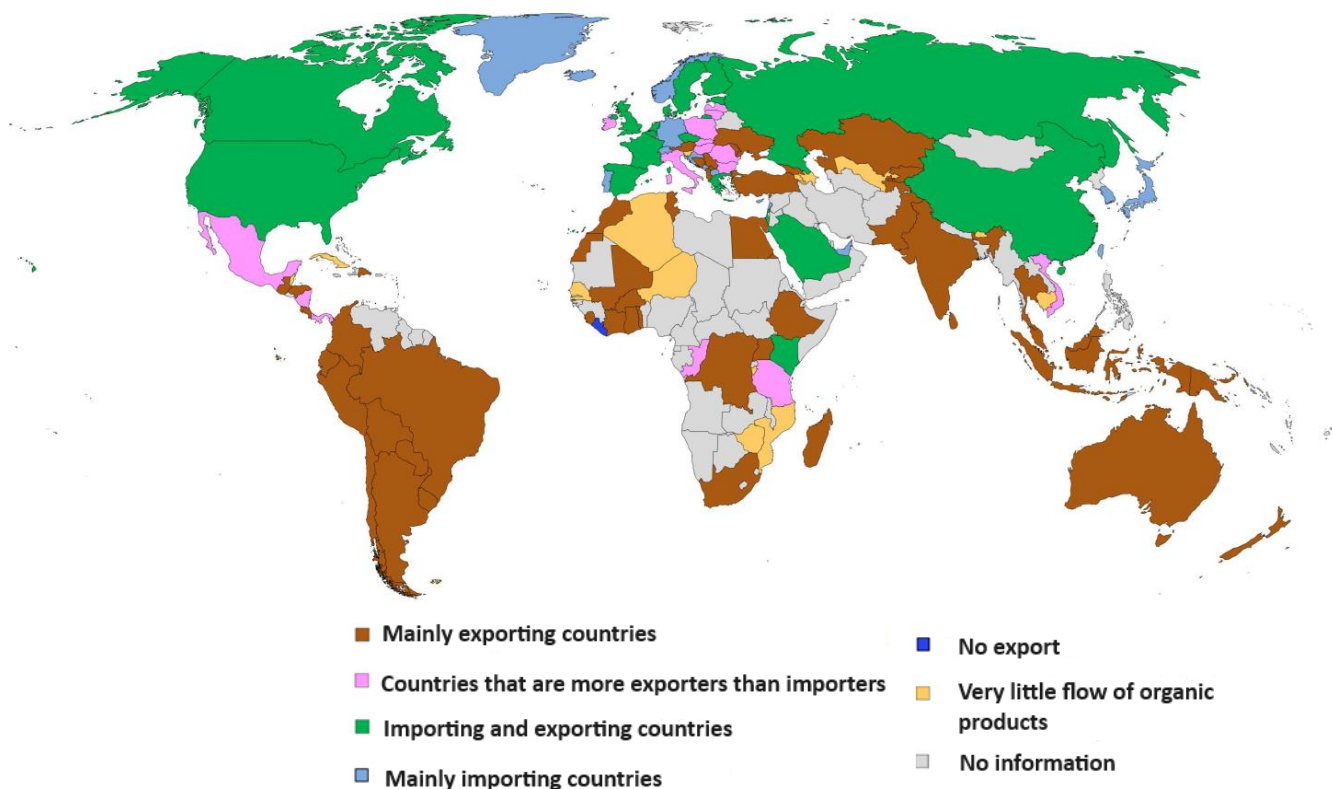 Mainly exporting countries
Countries that are more exporters than importers
Importing and exporting countries
Mainly importing countries
No export
Very little flow of organic
products
No information